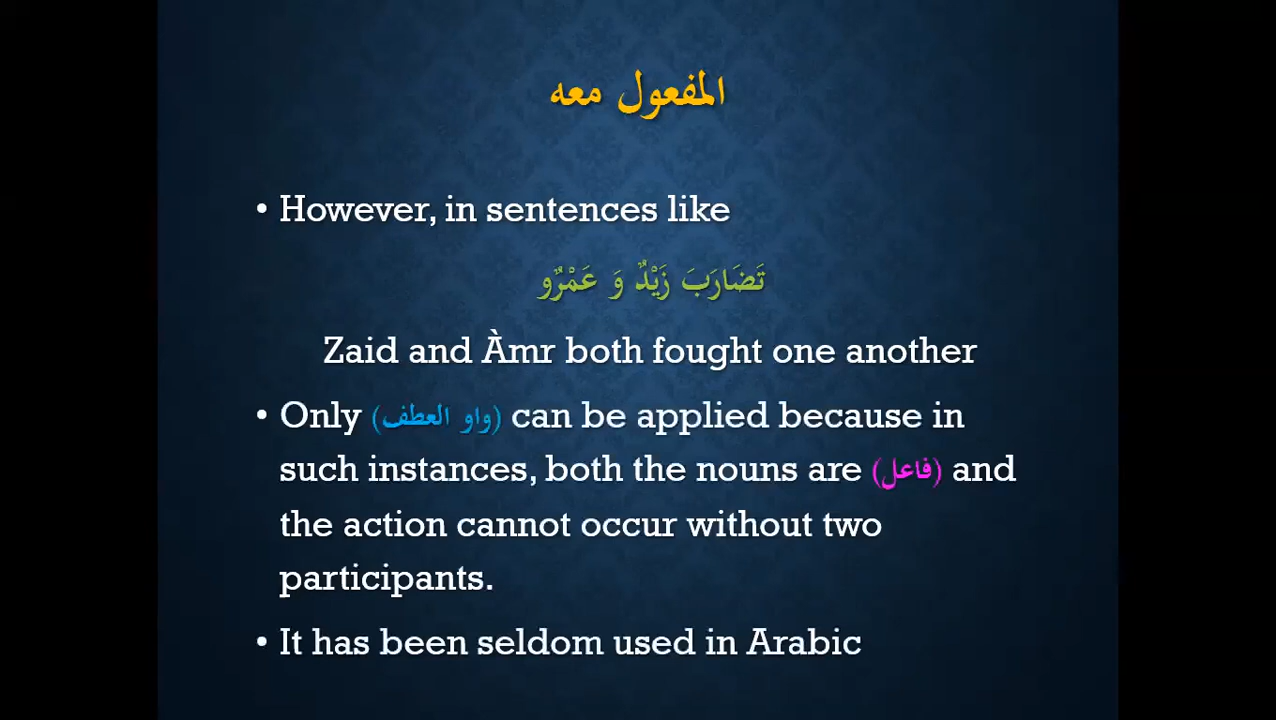 المفعول معه
• However, in sentences like
تَضَارَبَ زَيْدٌ وَ عَمْرٌو
Zaid and Àmr both fought one another
• Only (واو العطف) can be applied because in
such instances, both the nouns are (فاعل) and
the action cannot occur without two
participants.
• It has been seldom used in Arabic